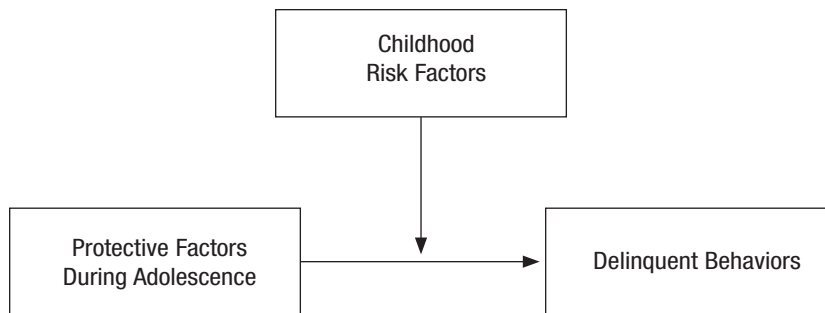 Childhood
Risk Factors
Protective Factors
During Adolescence
Delinquent Behaviors